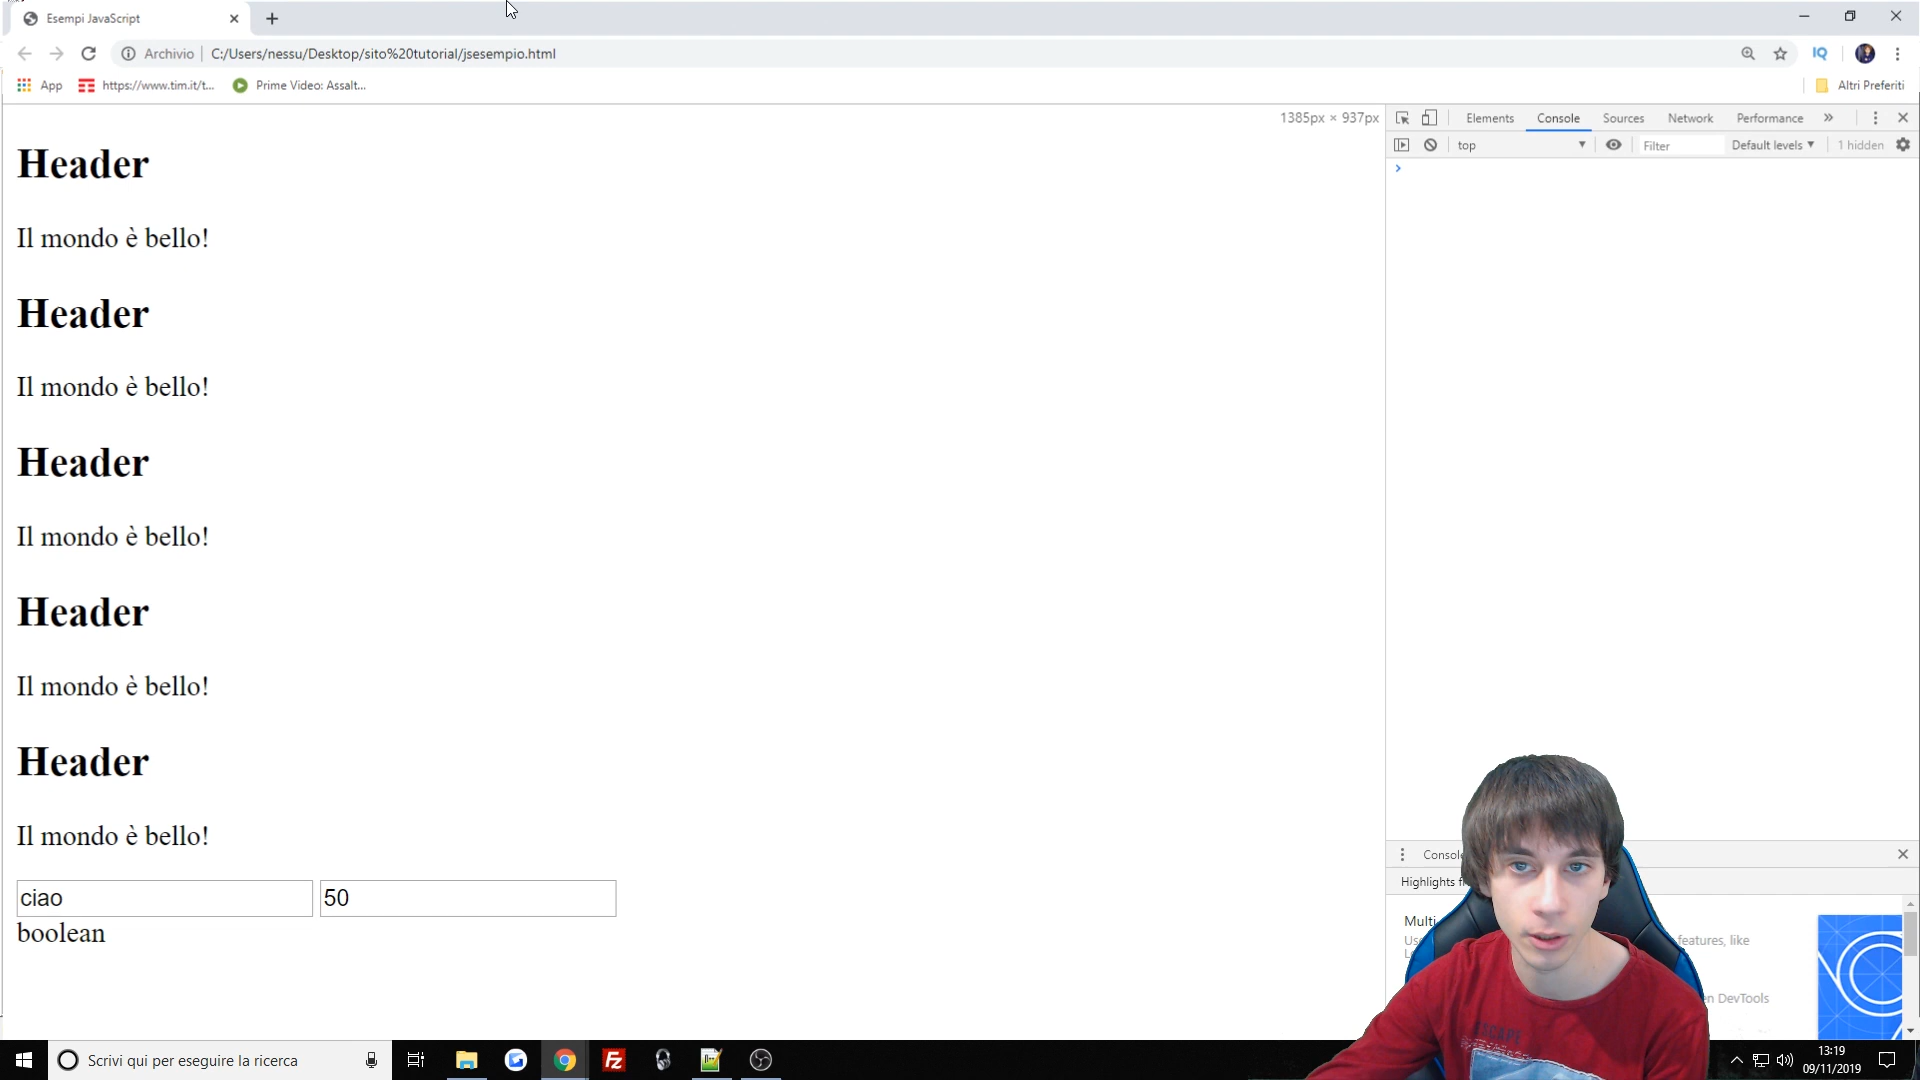 Esempi JavaScript
Archivio C:/Users/nessu/Desktop/sito%20tutorial/jsesempio.html
IQ
App https://www.tim.it/t... Prime Video: Assalt... Altri Preferiti
1385px × 937px
Elements Console Sources Network Performance
top Filter Default levels 1 hidden
Header
Il mondo è bello!
Header
Il mondo è bello!
Header
Il mondo è bello!
Header
Il mondo è bello!
Header
Il mondo è bello!
ciao 50
boolean
Highlights
Multi
features, like
DevTools
ESCAPE
Scrivi qui per eseguire la ricerca
13:19
09/11/2019